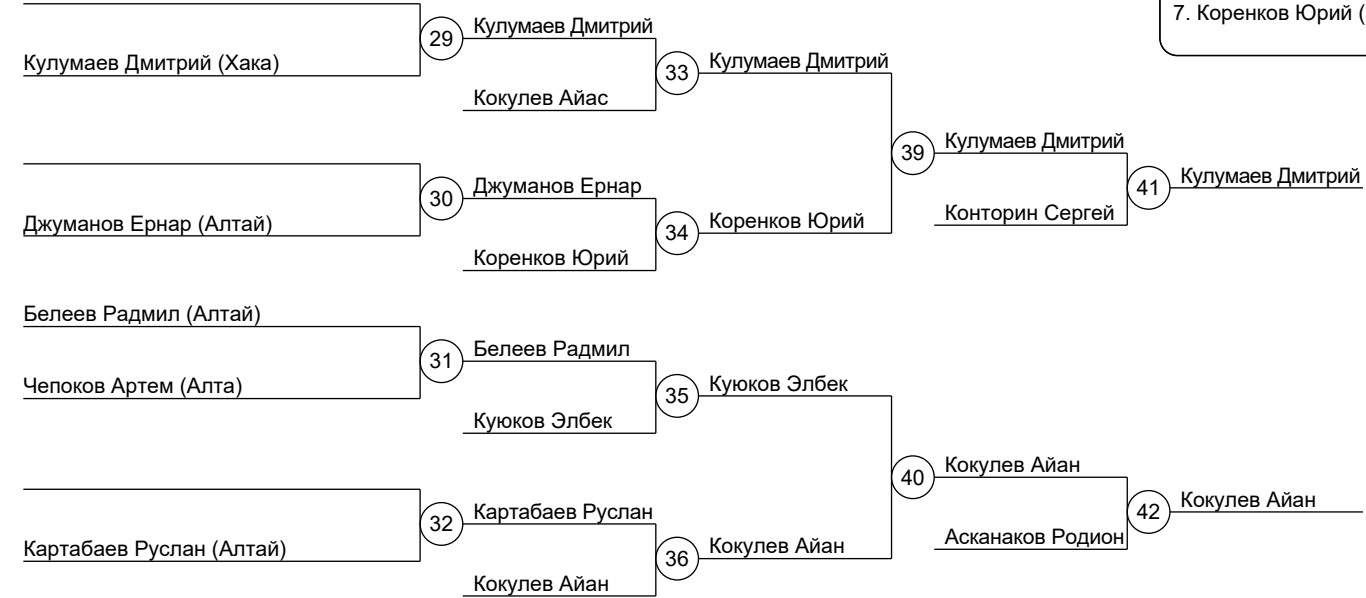 7. Коренков Юрий (
Кулумаев Дмитрий
29
Кулумаев Дмитрий (Хака)
Кулумаев Дмитрий
33
Кокулев Айас
Кулумаев Дмитрий
39
Кулумаев Дмитрий
41
Кулумаев Дмитрий
Джуманов Ернар
30
Джуманов Ернар (Алтай)
Коренков Юрий
34
Конторин Сергей
Коренков Юрий
Белеев Радмил (Алтай)
Белеев Радмил
31
Чепоков Артем (Алта)
Куюков Элбек
35
Куюков Элбек
Кокулев Айан
40
Картабаев Руслан
32
Кокулев Айан
42
Асканаков Родион
Картабаев Руслан (Алтай)
Кокулев Айан
36
Кокулев Айан